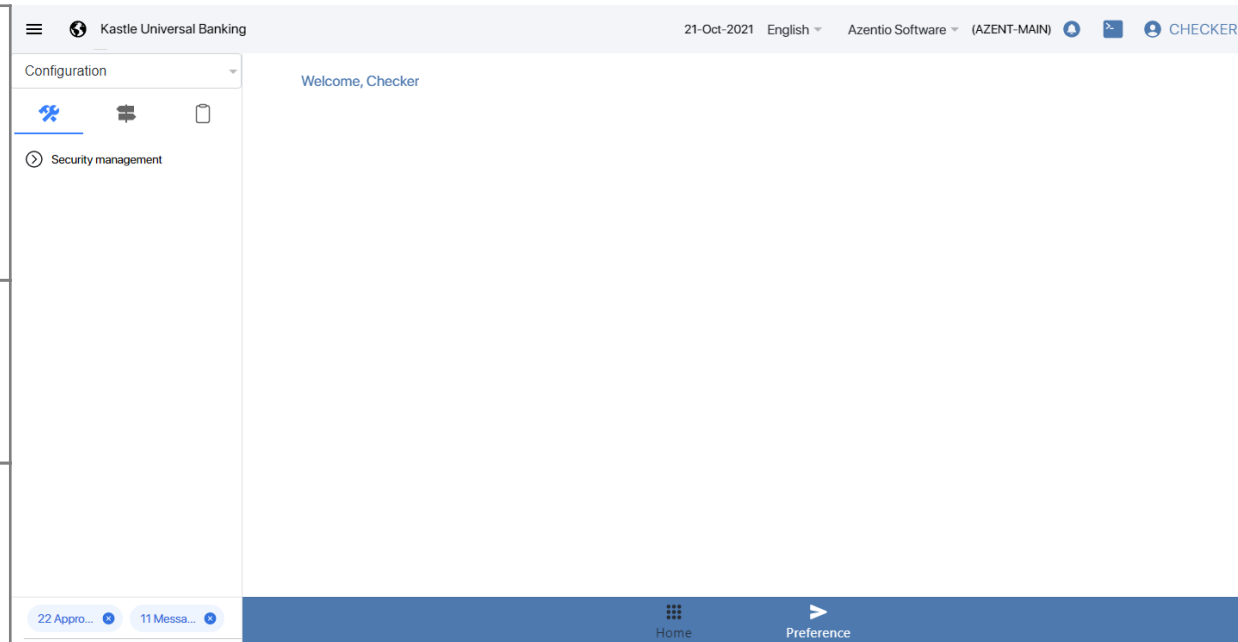 Kastle Universal Banking 21-Oct-2021 English Azentio Software (AZENT-MAIN) CHECKER
Configuration
Welcome, Checker
Security management
22 Appro... 11 Messa...
Home Preference